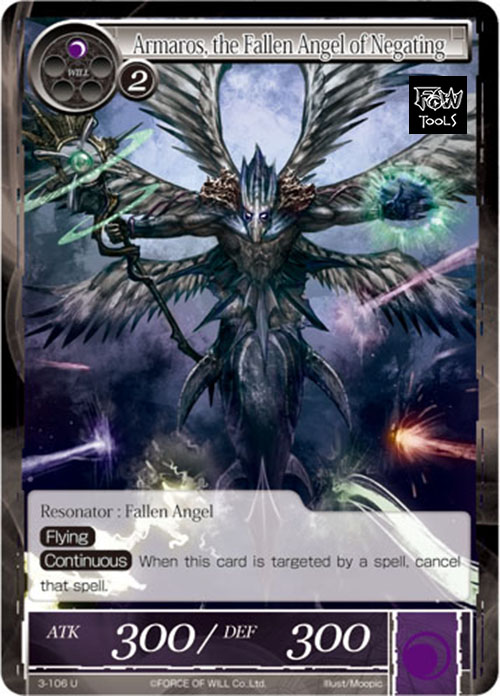 Armaros, the Fallen Angel of Negating
WILL
2
FOW
TOOLS
Resonator : Fallen Angel
Flying
Continuous When this card is targeted by a spell, cancel
that spell.
ATK 300/ DEF 300
3-106 U ©FORCE OF WILL Co.,Ltd. Illust/Moopic